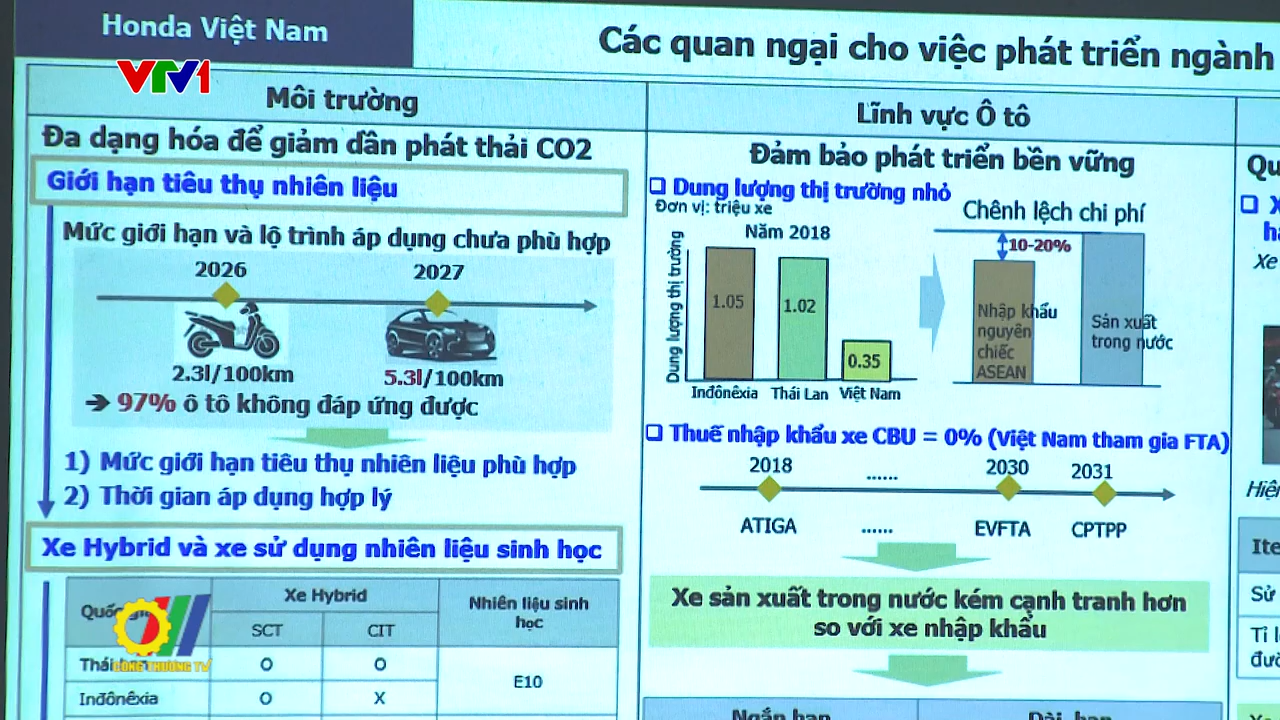 Honda Việt Nam
VTV1
Các quan ngại cho việc phát triển ngành
Môi trường
Đa dạng hóa để giảm dần phát thải CO2
Giới hạn tiêu thụ nhiên liệu
Mức giới hạn và lộ trình áp dụng chưa phù hợp
2026
2027
2.3l/100km
5.3l/100km
➔ 97% ô tô không đáp ứng được
1) Mức giới hạn tiêu thụ nhiên liệu phù hợp
2) Thời gian áp dụng hợp lý
Xe Hybrid và xe sử dụng nhiên liệu sinh học
Xe Hybrid
Nhiên liệu sinh
học
SCT
CIT
CÔNG THƯƠNG TV
O
O
E10
Inđônêxia
O
X
Lĩnh vực Ô tô
Đảm bảo phát triển bền vững
❑ Dung lượng thị trường nhỏ
Đơn vị: triệu xe
Năm 2018
Dung lượng thị trường
1.05
1.02
0.35
Inđônêxia
Thái Lan
Việt Nam
Chênh lệch chi phí
10-20%
Nhập khẩu
nguyên
chiếc
ASEAN
Sản xuất
trong nước
❑ Thuế nhập khẩu xe CBU = 0% (Việt Nam tham gia FTA)
2018
......
2030
2031
ATIGA
......
EVFTA
CPTPP
Xe sản xuất trong nước kém cạnh tranh hơn
so với xe nhập khẩu
Xe
Sử